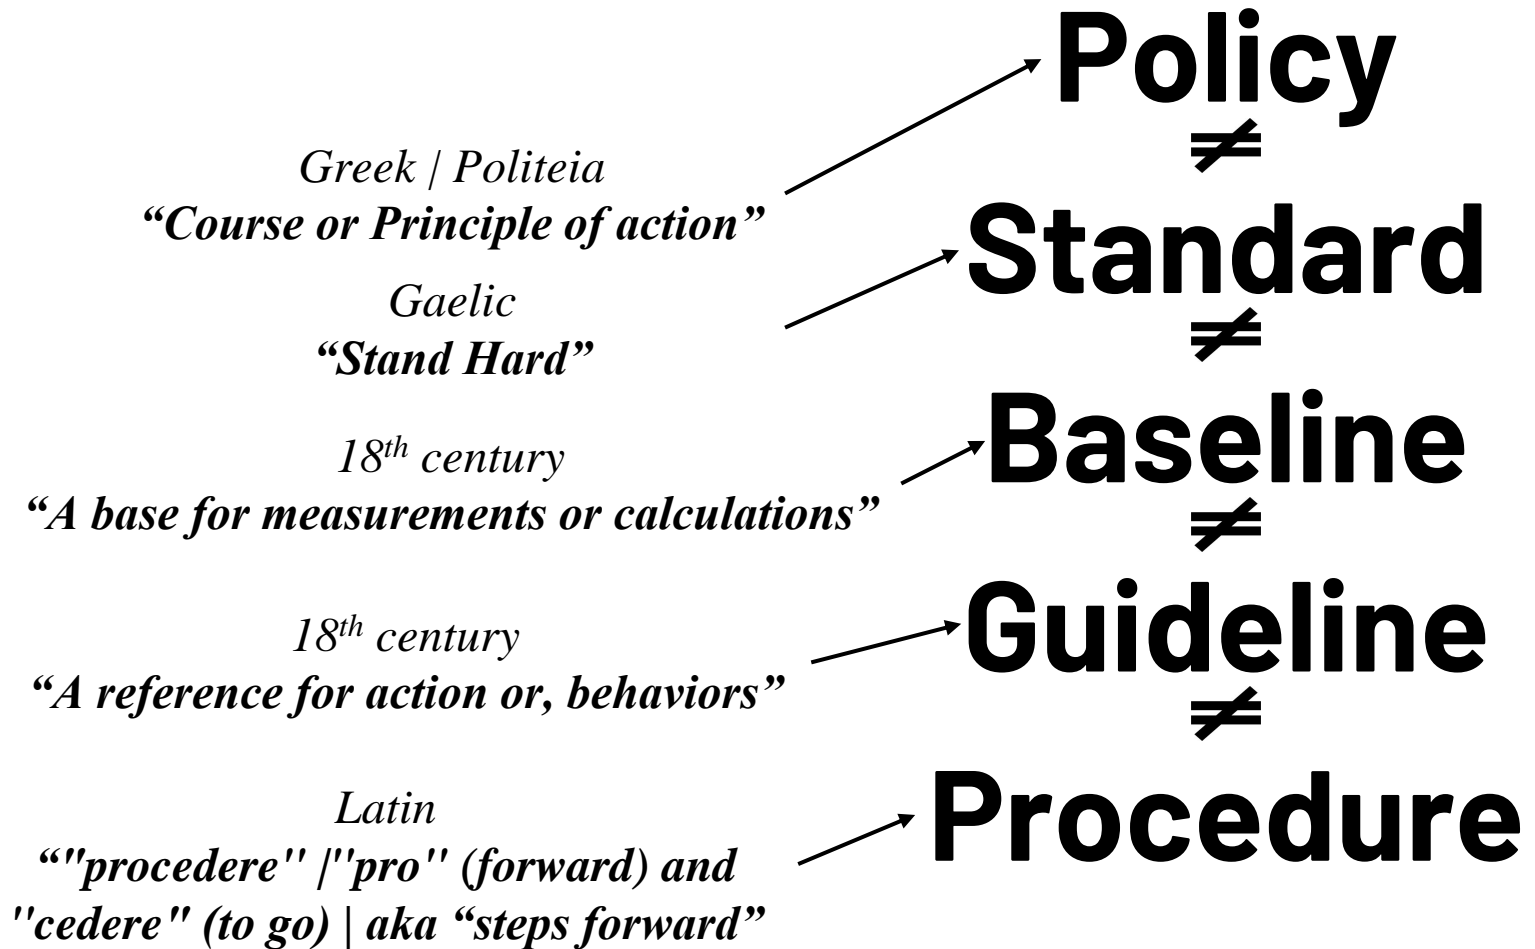 Policy
≠
Greek | Politeia
“Course or Principle of action”
Standard
≠
Gaelic
“Stand Hard”
Baseline
≠
18th century
“A base for measurements or calculations”
Guideline
≠
18th century
“A reference for action or, behaviors”
Procedure
Latin
“"procedere" |"pro" (forward) and
"cedere" (to go) | aka “steps forward”